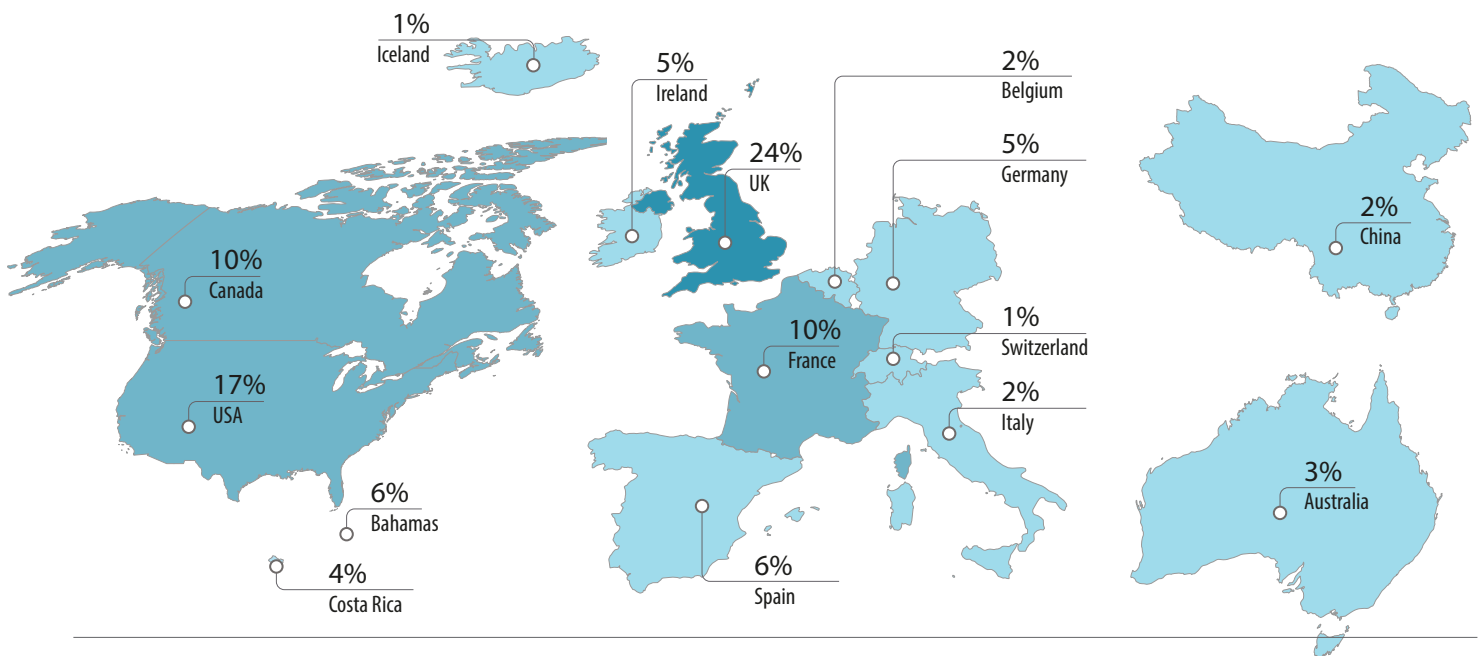 1%
Iceland
5%
Ireland
2%
Belgium
24%
UK
5%
Germany
2%
China
10%
Canada
10%
France
1%
Switzerland
17%
USA
2%
Italy
6%
Bahamas
3%
Australia
4%
Costa Rica
6%
Spain